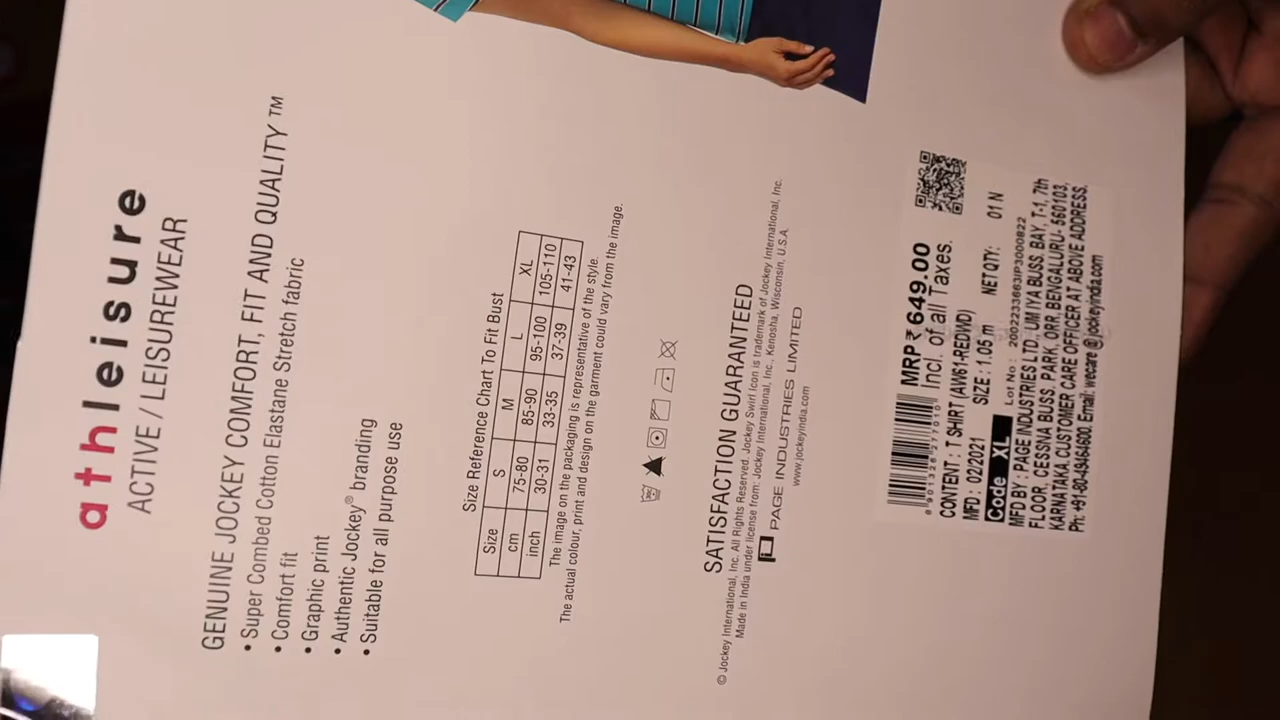 athleisure
ACTIVE / LEISUREWEAR
GENUINE JOCKEY COMFORT, FIT AND QUALITY ™
• Super Combed Cotton Elastane Stretch fabric
• Comfort fit
• Graphic print
• Authentic Jockey® branding
• Suitable for all purpose use
Size Reference Chart To Fit Bust
Size S M L XL
cm 75-80 85-90 95-100 105-110
inch 30-31 33-35 37-39 41-43
The image on the packaging is representative of the style.
The actual colour, print and design on the garment could vary from the image.
SATISFACTION GUARANTEED
© Jockey International, Inc. All Rights Reserved. Jockey Swirl Icon is trademark of Jockey International, Inc.
Made in India under license from: Jockey International, Inc., Kenosha, Wisconsin, U.S.A.
PAGE INDUSTRIES LIMITED
www.jockeyindia.com
MRP ₹ 649.00
Incl. of all Taxes.
CONTENT : T SHIRT (AW61-REDWD)
MFD : 02/2021 SIZE : 1.05 m NET QTY: 01 N
Code XL Lot No :
MFD BY : PAGE INDUSTRIES LTD, UMIYA BUSS. BAY, T-1, 7th
FLOOR, CESSNA BUSS. PARK, ORR, BENGALURU- 560103,
KARNATAKA,CUSTOMER CARE OFFICER AT ABOVE ADDRESS.
Ph: +91-80-49454600, Email: wecare @ jockeyindia.com